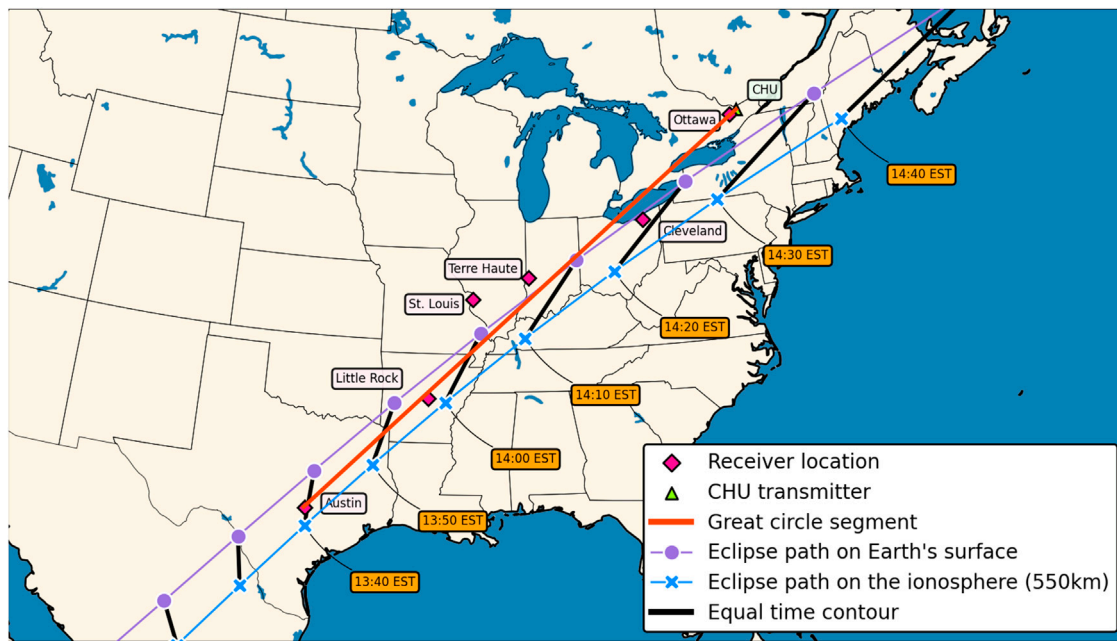 CHU
Ottawa
14:40 EST
Cleveland
14:30 EST
Terre Haute
St. Louis
14:20 EST
Little Rock
14:10 EST
14:00 EST
Austin
13:50 EST
13:40 EST
Receiver location
CHU transmitter
Great circle segment
Eclipse path on Earth's surface
Eclipse path on the ionosphere (550km)
Equal time contour